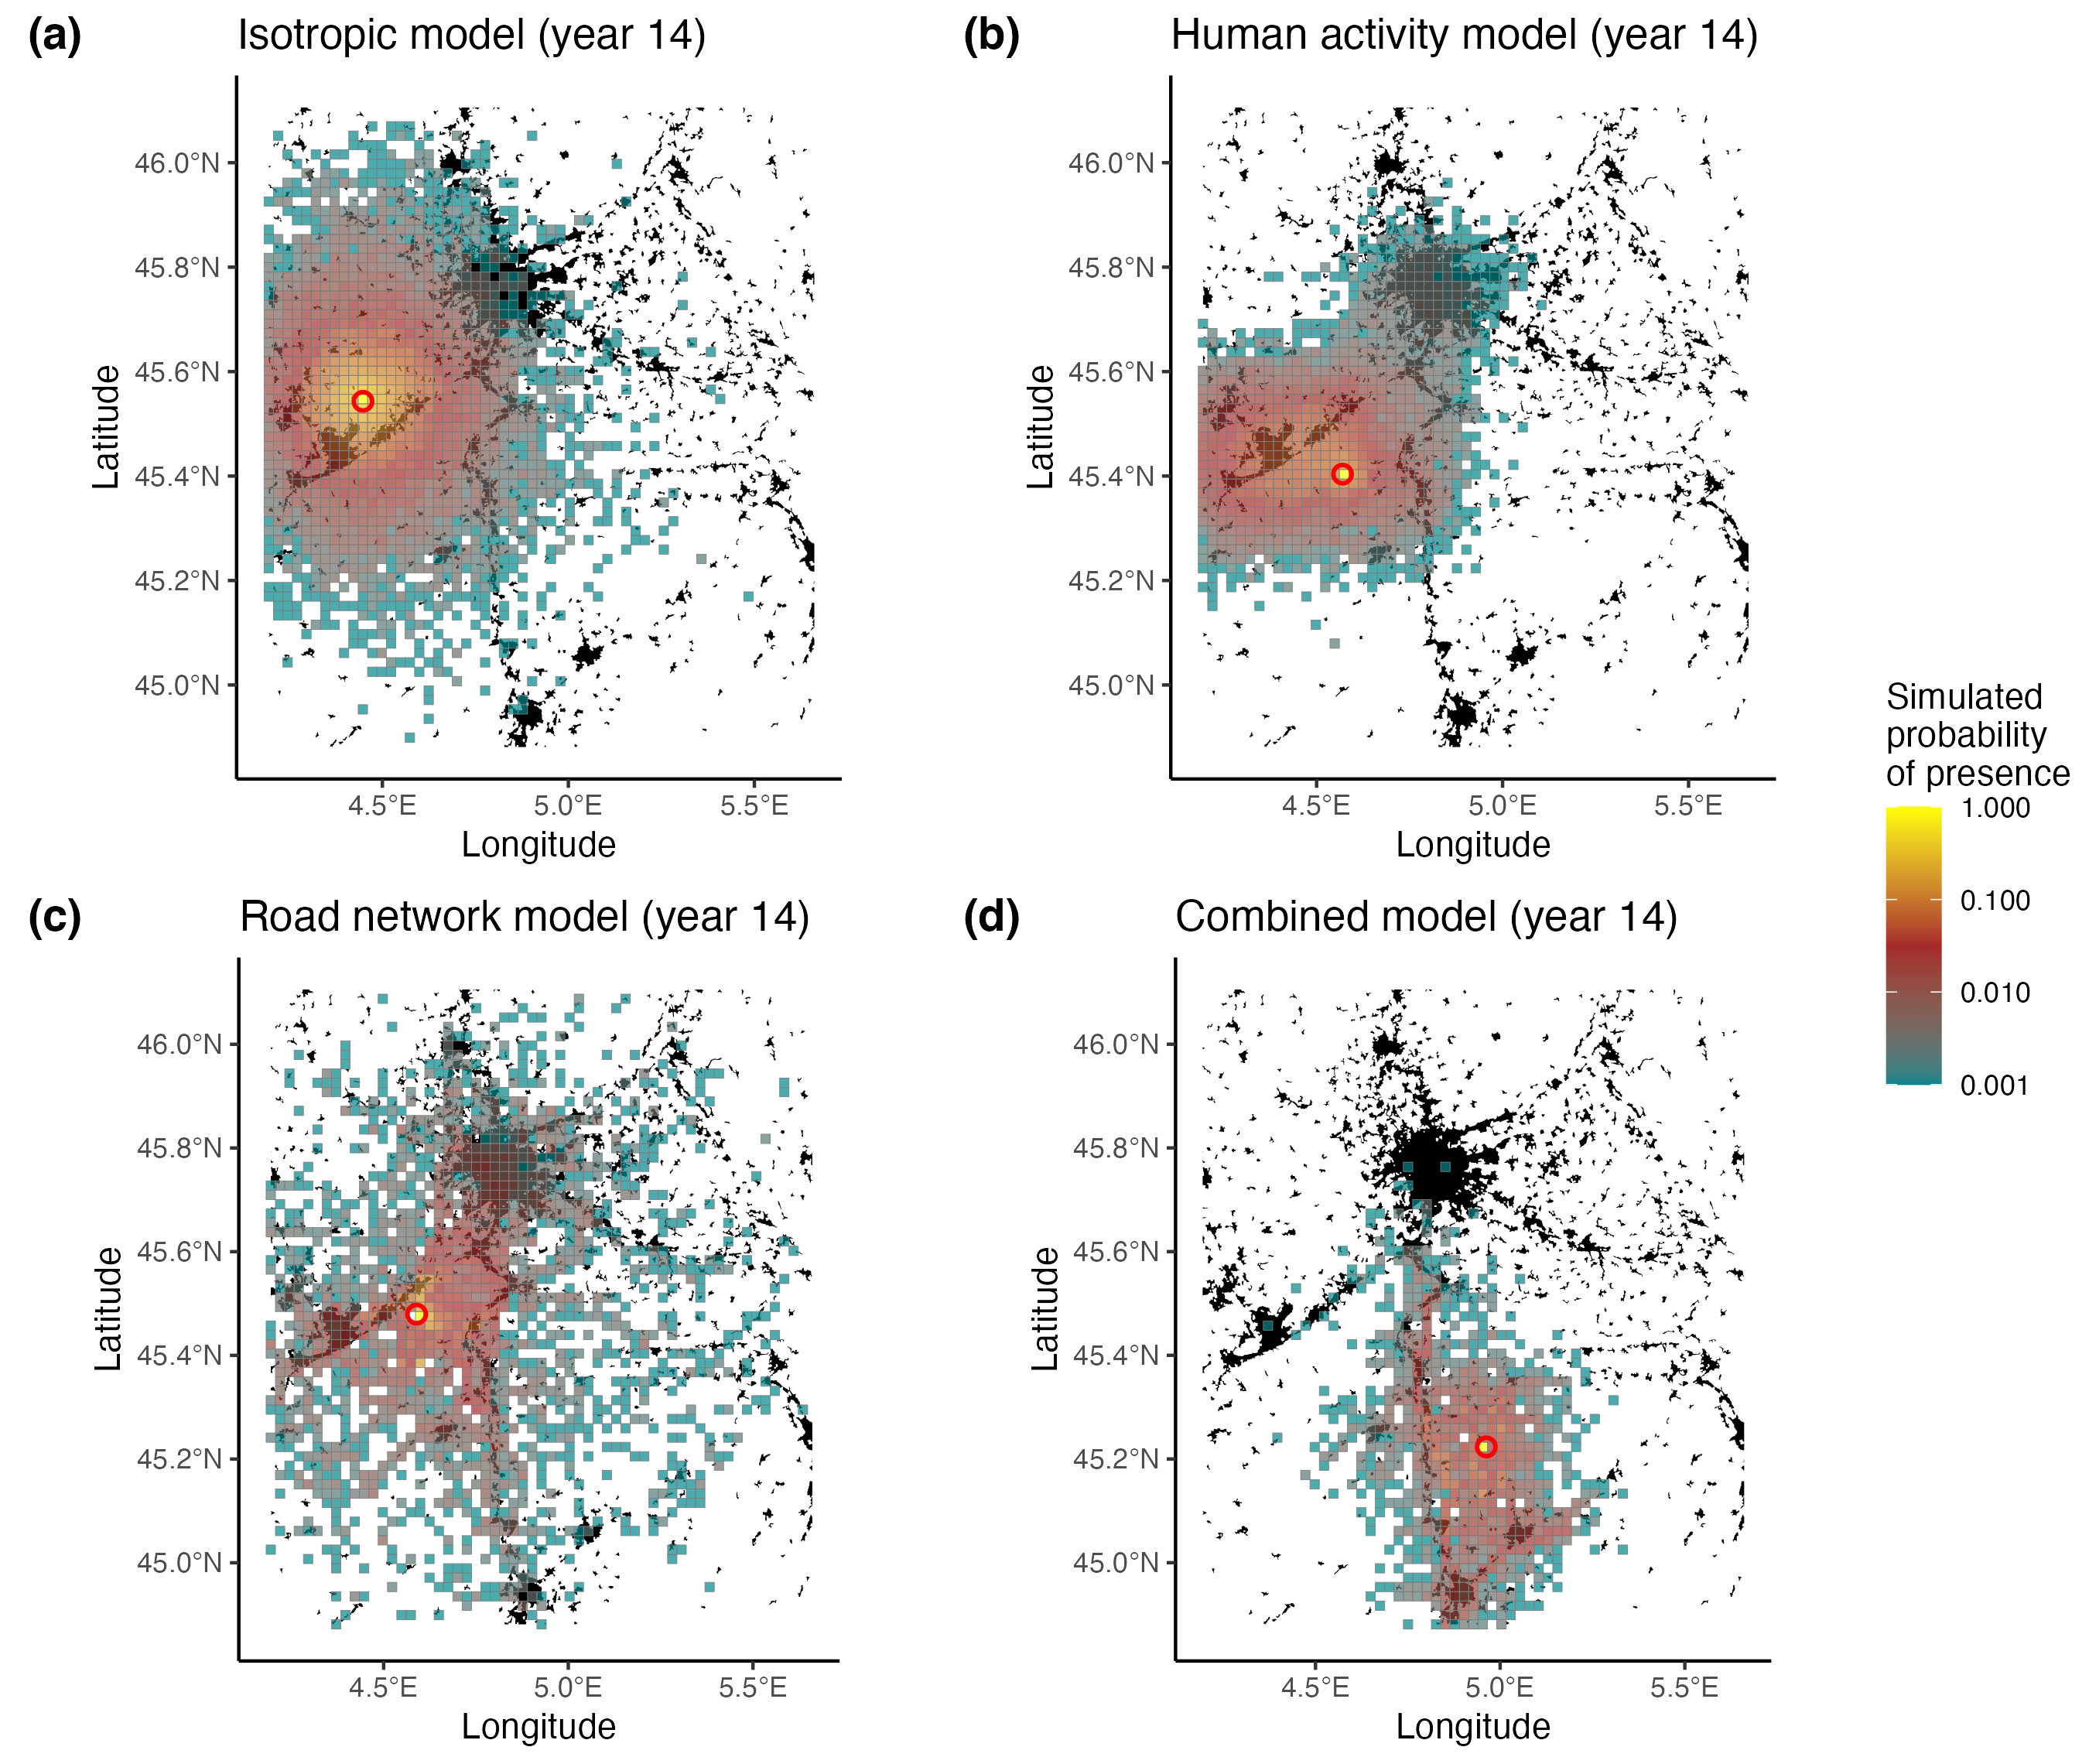 (a) Isotropic model (year 14)
46.0°N
45.8°N
45.6°N
45.4°N
45.2°N
45.0°N
Latitude
4.5°E 5.0°E 5.5°E
Longitude
(b) Human activity model (year 14)
46.0°N
45.8°N
45.6°N
45.4°N
45.2°N
45.0°N
Latitude
4.5°E 5.0°E 5.5°E
Longitude
(c) Road network model (year 14)
46.0°N
45.8°N
45.6°N
45.4°N
45.2°N
45.0°N
Latitude
4.5°E 5.0°E 5.5°E
Longitude
(d) Combined model (year 14)
46.0°N
45.8°N
45.6°N
45.4°N
45.2°N
45.0°N
Latitude
4.5°E 5.0°E 5.5°E
Longitude
Simulated
probability
of presence
1.000
0.100
0.010
0.001